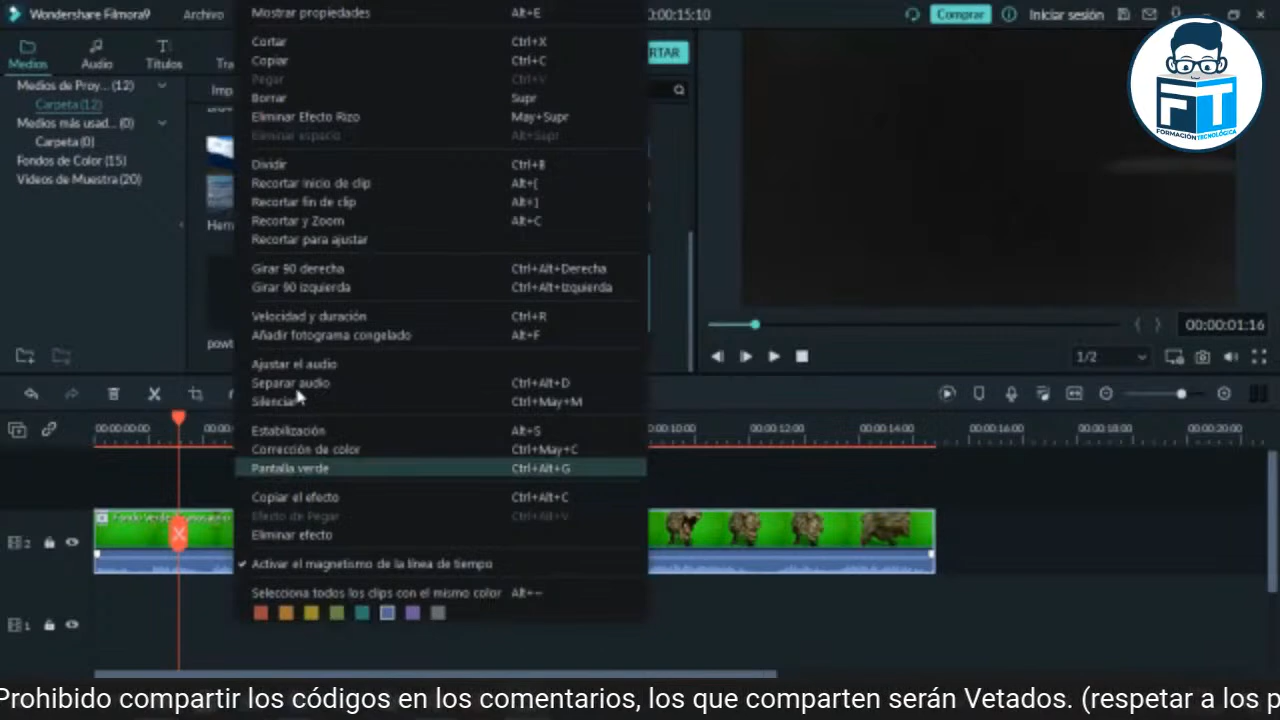 Wondershare Filmora9
Archivo
00:00:15:10
Comprar
Iniciar sesión
Medios
Audio
Títulos
Tra
RTAR
Medios de Proy... (12)
Carpeta (12)
Medios más usad... (0)
Carpeta (0)
Fondos de Color (15)
Videos de Muestra (20)
Imp
powt
Mostrar propiedades Alt+E
Cortar Ctrl+X
Copiar Ctrl+C
Pegar Ctrl+V
Borrar Supr
Eliminar Efecto Rizo May+Supr
Eliminar espacio Alt+Supr
Dividir Ctrl+B
Recortar inicio de clip Alt+[
Recortar fin de clip Alt+]
Recortar y Zoom Alt+C
Recortar para ajustar
Girar 90 derecha Ctrl+Alt+Derecha
Girar 90 izquierda Ctrl+Alt+Izquierda
Velocidad y duración Ctrl+R
Añadir fotograma congelado Alt+F
Ajustar el audio
Separar audio Ctrl+Alt+D
Silenciar Ctrl+May+M
Estabilización Alt+S
Corrección de color Ctrl+May+C
Pantalla verde Ctrl+Alt+G
Copiar el efecto Ctrl+Alt+C
Efecto de Pegar Ctrl+Alt+V
Eliminar efecto
Activar el magnetismo de la línea de tiempo
Selecciona todos los clips con el mismo color Alt+~
FT
FORMACIÓN TECNOLÓGICA
00:00:01:16
1/2
00:00:00:00
00:00:10:00
00:00:12:00
00:00:14:00
00:00:16:00
00:00:18:00
00:00:20:00
2
1
Prohibido compartir los códigos en los comentarios, los que comparten serán Vetados. (respetar a los p